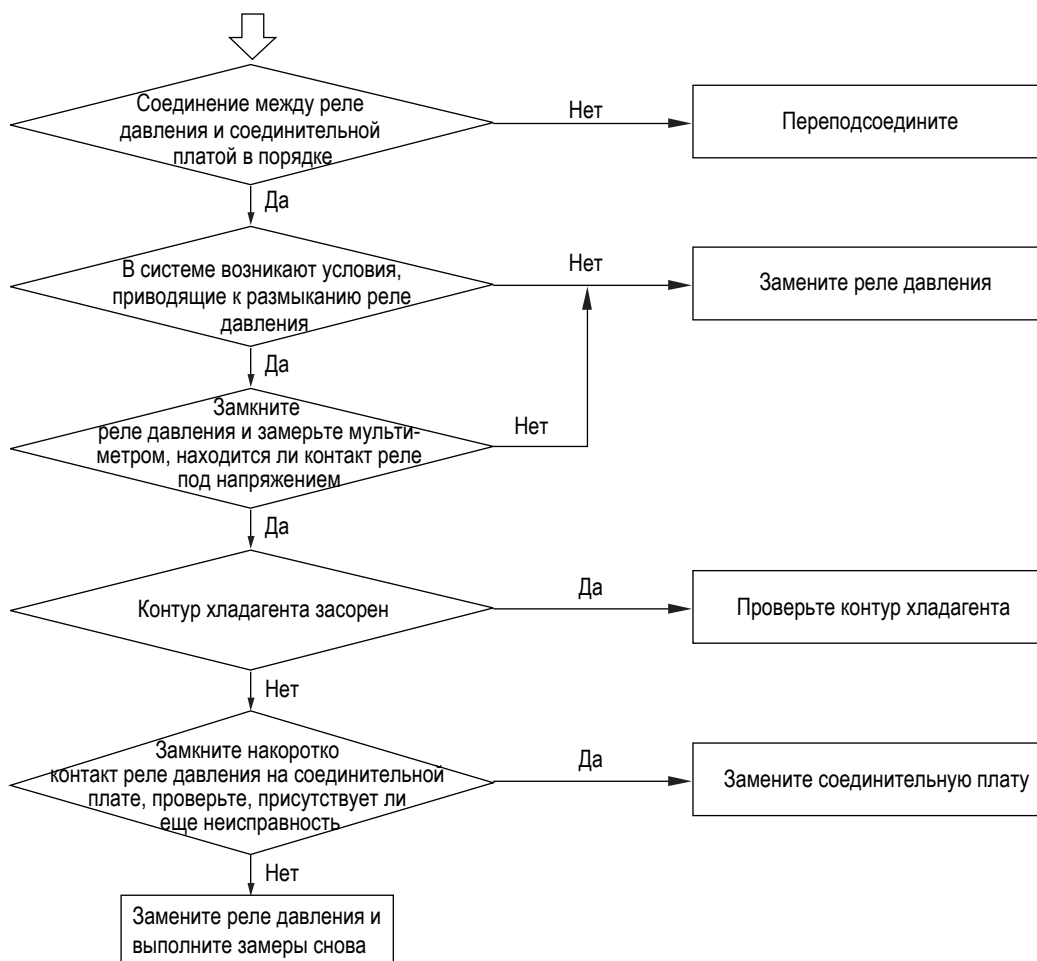 Соединение между реле
давления и соединительной
платой в порядке
Нет
Переподсоедините
Да
В системе возникают условия,
приводящие к размыканию реле
давления
Нет
Замените реле давления
Да
Замкните
реле давления и замерьте мульти-
метром, находится ли контакт реле
под напряжением
Нет
Да
Контур хладагента засорен
Да
Проверьте контур хладагента
Нет
Замкните накоротко
контакт реле давления на соединительной
плате, проверьте, присутствует ли
еще неисправность
Да
Замените соединительную плату
Нет
Замените реле давления и
выполните замеры снова